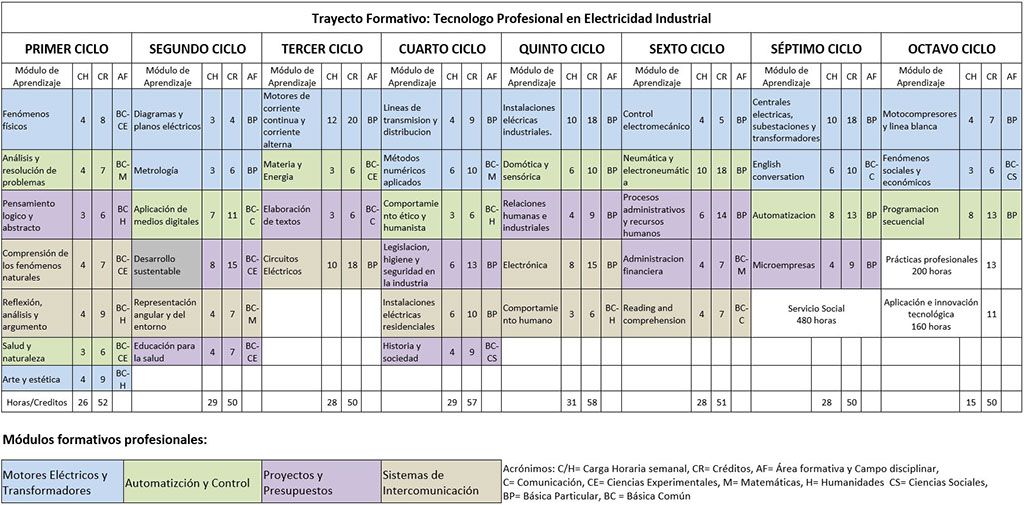 Trayecto Formativo: Tecnologo Profesional en Electricidad Industrial
PRIMER CICLO SEGUNDO CICLO TERCER CICLO CUARTO CICLO QUINTO CICLO SEXTO CICLO SÉPTIMO CICLO OCTAVO CICLO
Módulo de Aprendizaje CH CR AF Módulo de Aprendizaje CH CR AF Módulo de Aprendizaje CH CR AF Módulo de Aprendizaje CH CR AF Módulo de Aprendizaje CH CR AF Módulo de Aprendizaje CH CR AF Módulo de Aprendizaje CH CR AF Módulo de Aprendizaje CH CR AF
Fenómenos físicos 4 8 BC-CE Diagramas y planos eléctricos 3 4 BP Motores de corriente continua y corriente alterna 12 20 BP Lineas de transmision y distribucion 4 9 BP Instalaciones elécricas industriales. 10 18 BP Control electromecánico 4 5 BP Centrales electricas, subestaciones y transformadores 10 18 BP Motocompresores y linea blanca 4 7 BP
Análisis y resolución de problemas 4 7 BC-M Metrología 3 6 BP Materia y Energia 3 6 BC-CE Métodos numéricos aplicados 6 10 BC-M Domótica y sensórica 6 10 BP Neumática y electroneumática 10 18 BP English conversation 6 10 BC-C Fenómenos sociales y económicos 3 6 BC-CS
Pensamiento logico y abstracto 3 6 BC H Aplicación de medios digitales 7 11 BC-C Elaboración de textos 3 6 BC-C Comportamiento ético y humanista 3 6 BC-H Relaciones humanas e industriales 4 9 BP Procesos administrativos y recursos humanos 6 14 BP Automatizacion 8 13 BP Programacion secuencial 8 13 BP
Comprensión de los fenómenos naturales 4 7 BC-CE Desarrollo sustentable 8 15 BC-CE Circuitos Eléctricos 10 18 BP Legislacion, higiene y seguridad en la industria 6 13 BP Electrónica 8 15 BP Administracion financiera 4 7 BC-M Microempresas 4 9 BP Prácticas profesionales 200 horas 13
Reflexión, análisis y argumento 4 9 BC-H Representación angular y del entorno 4 7 BC-M Instalaciones eléctricas residenciales 6 10 BP Comportamiento humano 3 6 BC-H Reading and comprehension 4 7 BC-C Servicio Social 480 horas Aplicación e innovación tecnológica 160 horas 11
Salud y naturaleza 3 6 BC-CE Educación para la salud 4 7 BC-CE Historia y sociedad 4 9 BC-CS
Arte y estética 4 9 BC-H
Horas/Creditos 26 52 29 50 28 50 29 57 31 58 28 51 28 50 15 50
Módulos formativos profesionales:
Motores Eléctricos y Transformadores Automatizción y Control Proyectos y Presupuestos Sistemas de Intercomunicación
Acrónimos: C/H= Carga Horaria semanal, CR= Créditos, AF= Área formativa y Campo disciplinar,
C= Comunicación, CE= Ciencias Experimentales, M= Matemáticas, H= Humanidades CS= Ciencias Sociales,
BP= Básica Particular, BC = Básica Común